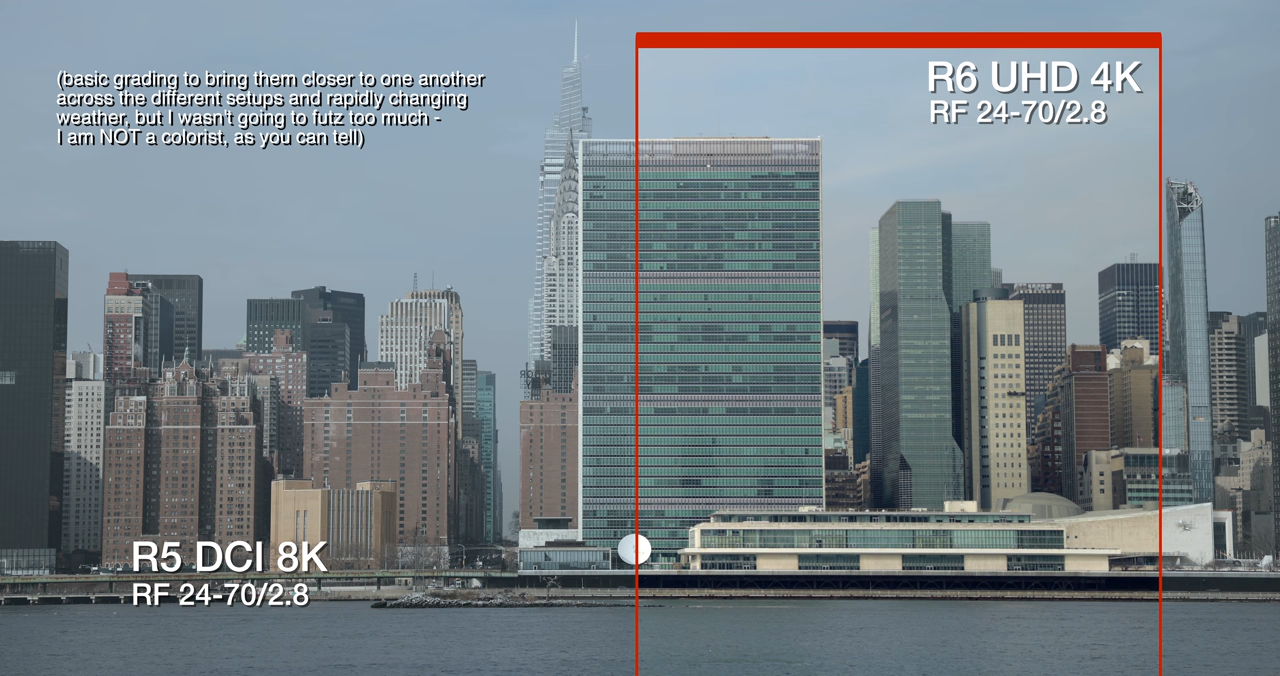 (basic grading to bring them closer to one another
across the different setups and rapidly changing
weather, but I wasn't going to futz too much -
I am NOT a colorist, as you can tell)
R6 UHD 4K
RF 24-70/2.8
R5 DCI 8K
RF 24-70/2.8